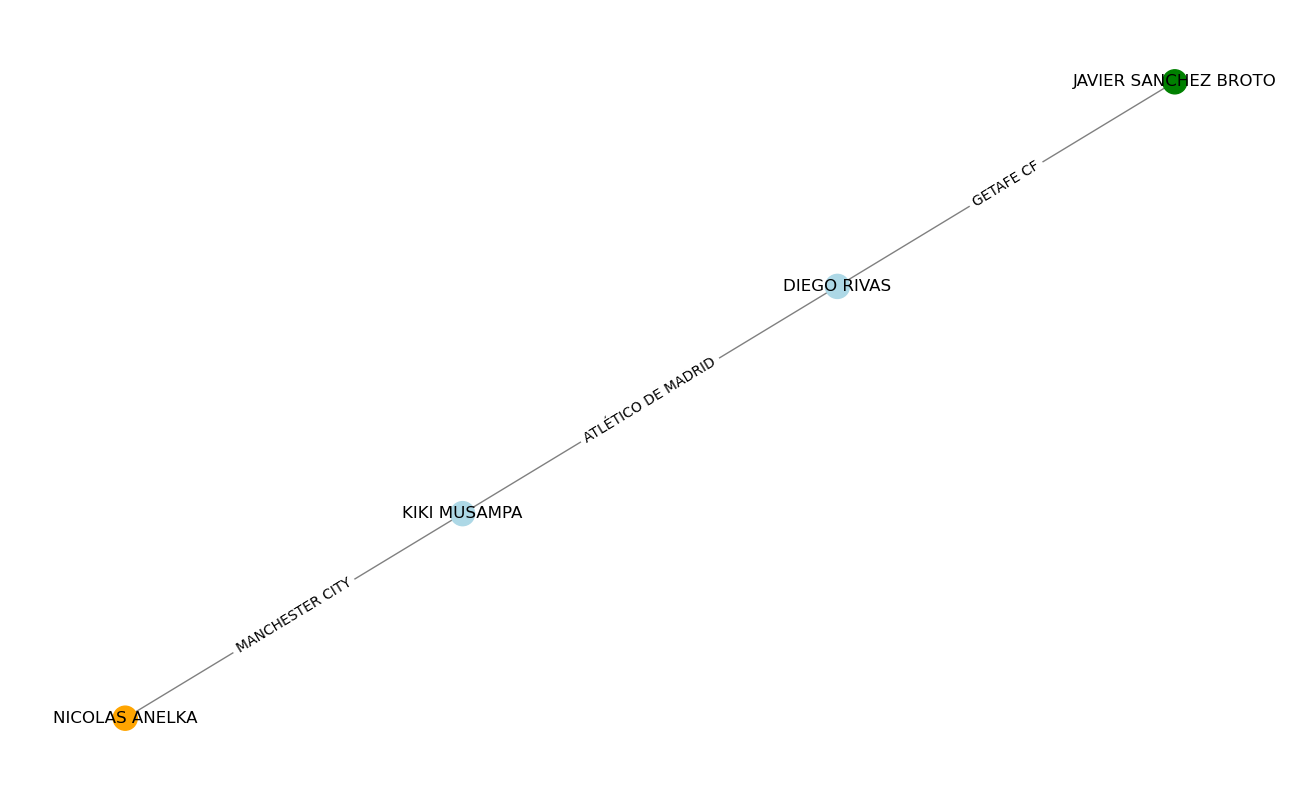 JAVIER SANCHEZ BROTO
GETAFE CF
DIEGO RIVAS
ATLÉTICO DE MADRID
KIKI MUSAMPA
MANCHESTER CITY
NICOLAS ANELKA